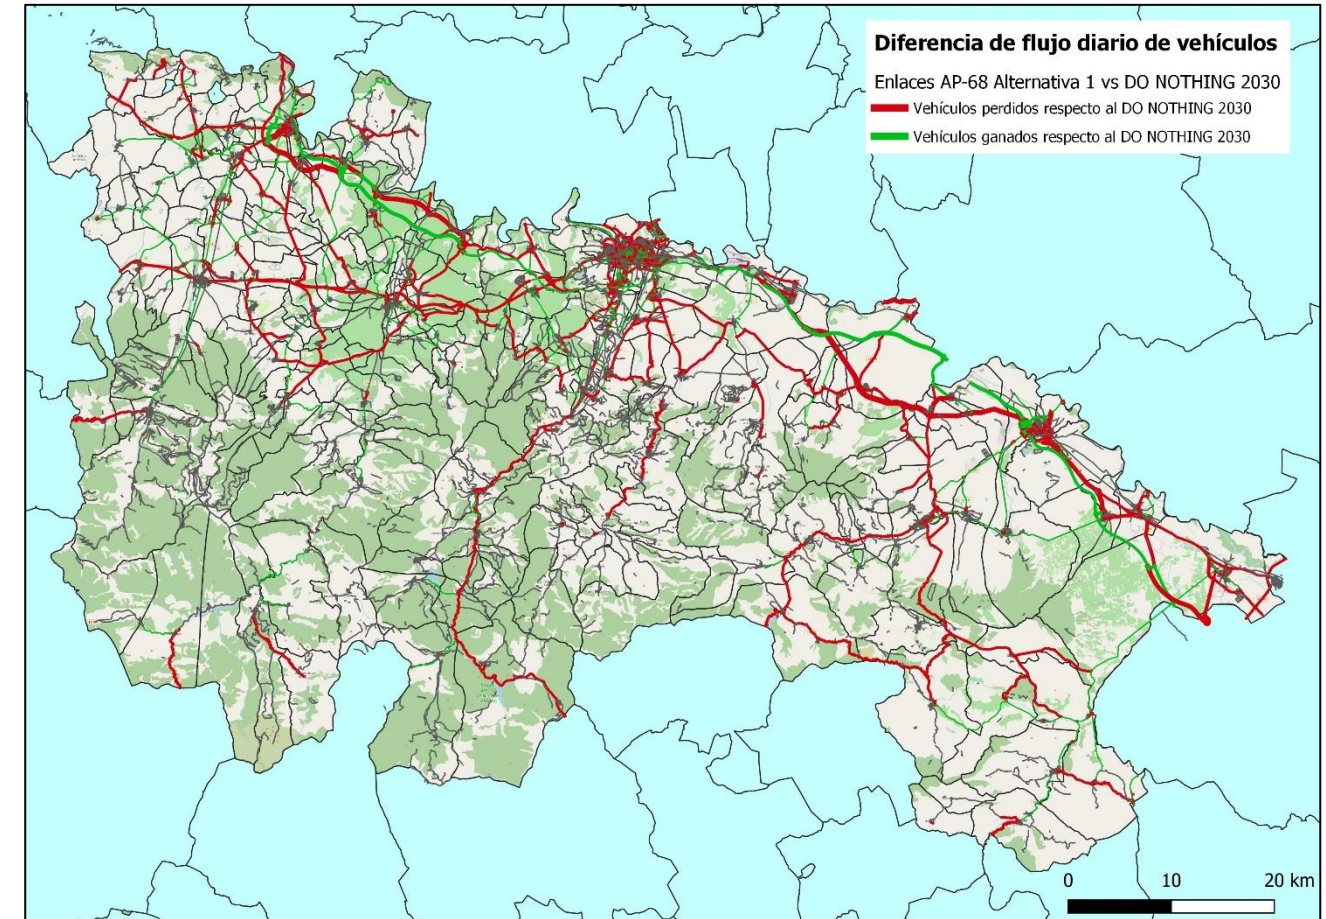 Diferencia de flujo diario de vehículos
Enlaces AP-68 Alternativa 1 vs DO NOTHING 2030
Vehículos perdidos respecto al DO NOTHING 2030
Vehículos ganados respecto al DO NOTHING 2030
0 10 20 km